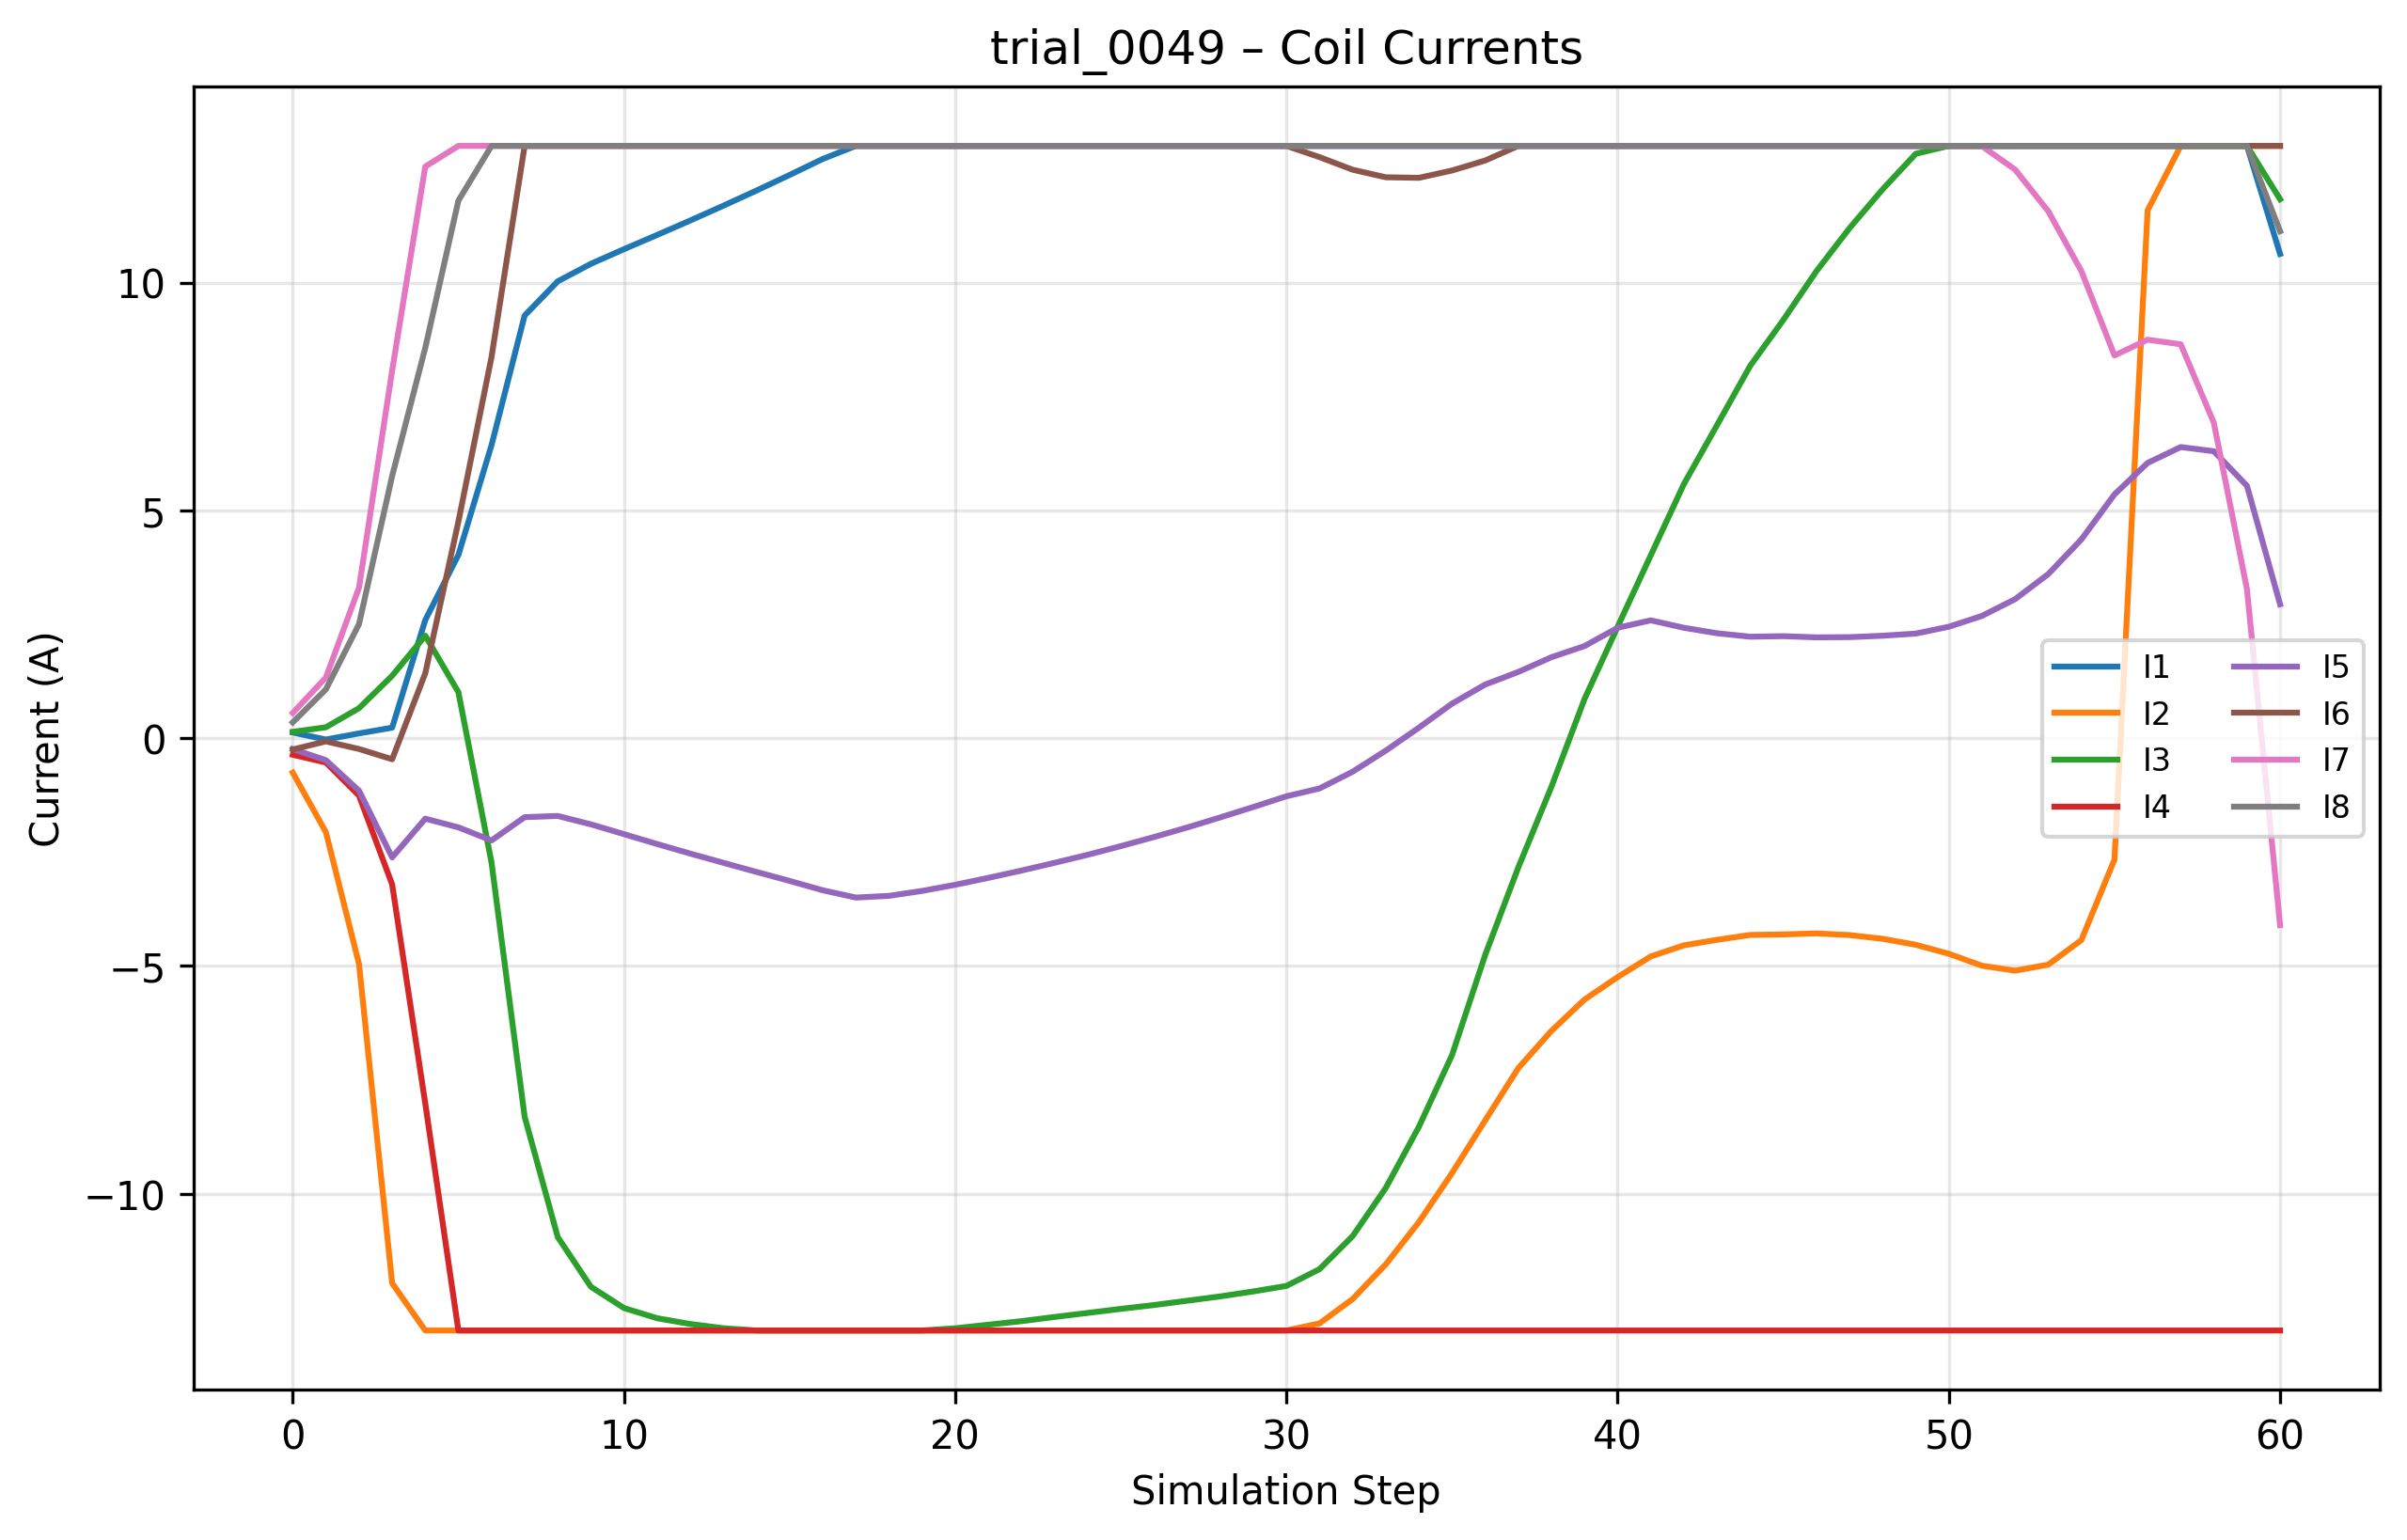 trial_0049 – Coil Currents
Current (A)
10
5
0
−5
−10
I1
I2
I3
I4
I5
I6
I7
I8
0 10 20 30 40 50 60
Simulation Step